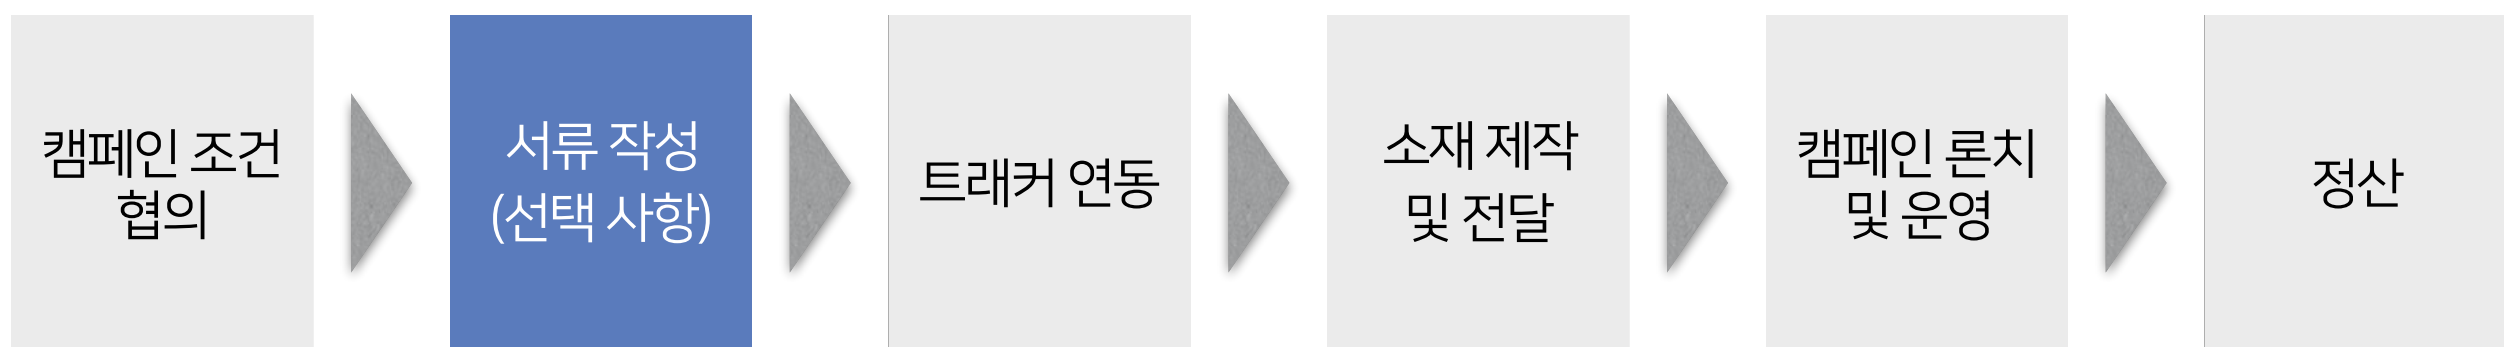 캠페인 조건
협의
서류 작성
(선택 사항)
트래커 연동
소재 제작
및 전달
캠페인 론치
및 운영
정산